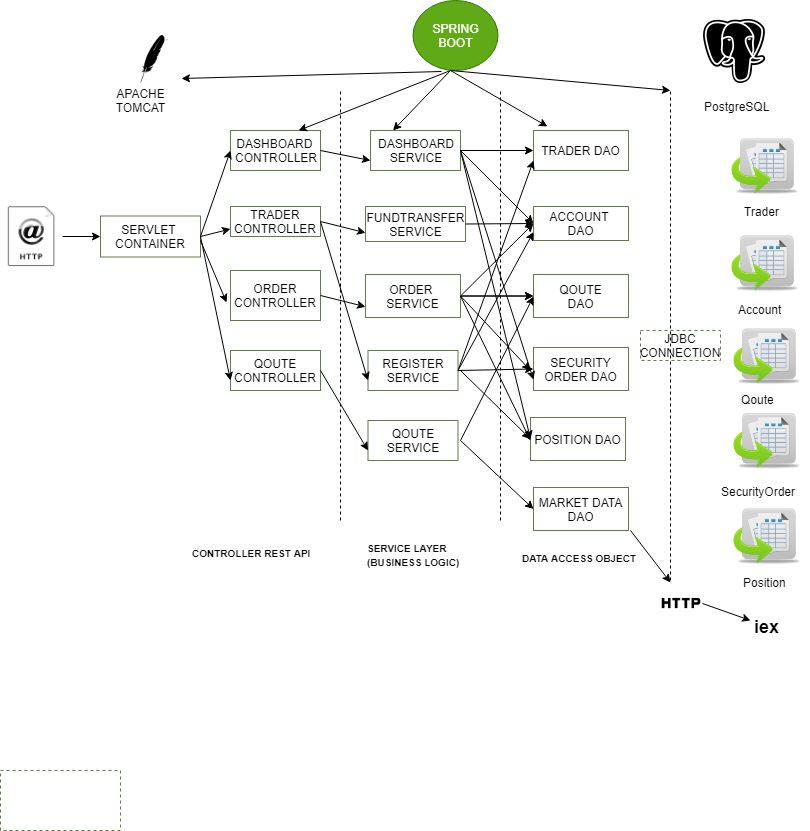 SPRING
BOOT
APACHE
TOMCAT
PostgreSQL
DASHBOARD
CONTROLLER
DASHBOARD
SERVICE
TRADER DAO
Trader
HTTP
SERVLET
CONTAINER
TRADER
CONTROLLER
FUNDTRANSFER
SERVICE
ACCOUNT
DAO
Account
ORDER
CONTROLLER
ORDER
SERVICE
QOUTE
DAO
JDBC
CONNECTION
QOUTE
CONTROLLER
REGISTER
SERVICE
SECURITY
ORDER DAO
Qoute
QOUTE
SERVICE
POSITION DAO
SecurityOrder
MARKET DATA
DAO
CONTROLLER REST API
SERVICE LAYER
(BUSINESS LOGIC)
DATA ACCESS OBJECT
Position
HTTP
iex